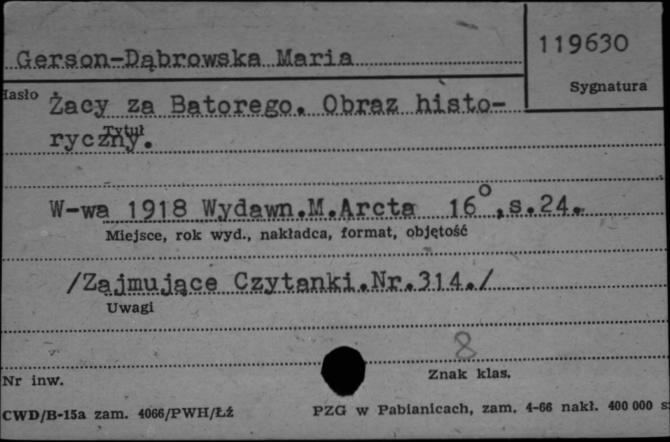 Gerson-Dąbrowska Maria
119630
Sygnatura
Hasło
Żacy za Batorego. Obraz histo-
ryczny.
Tytuł
W-wa 1918 Wydawn.M.Arcta 16°,s.24.
Miejsce, rok wyd., nakładca, format, objętość
/Zajmujące Czytanki.Nr.314./
Uwagi
8
Nr inw.
Znak klas.
CWD/B-15a zam. 4066/PWH/Łź
PZG w Pabianicach, zam. 4-66 nakł. 400 000 s